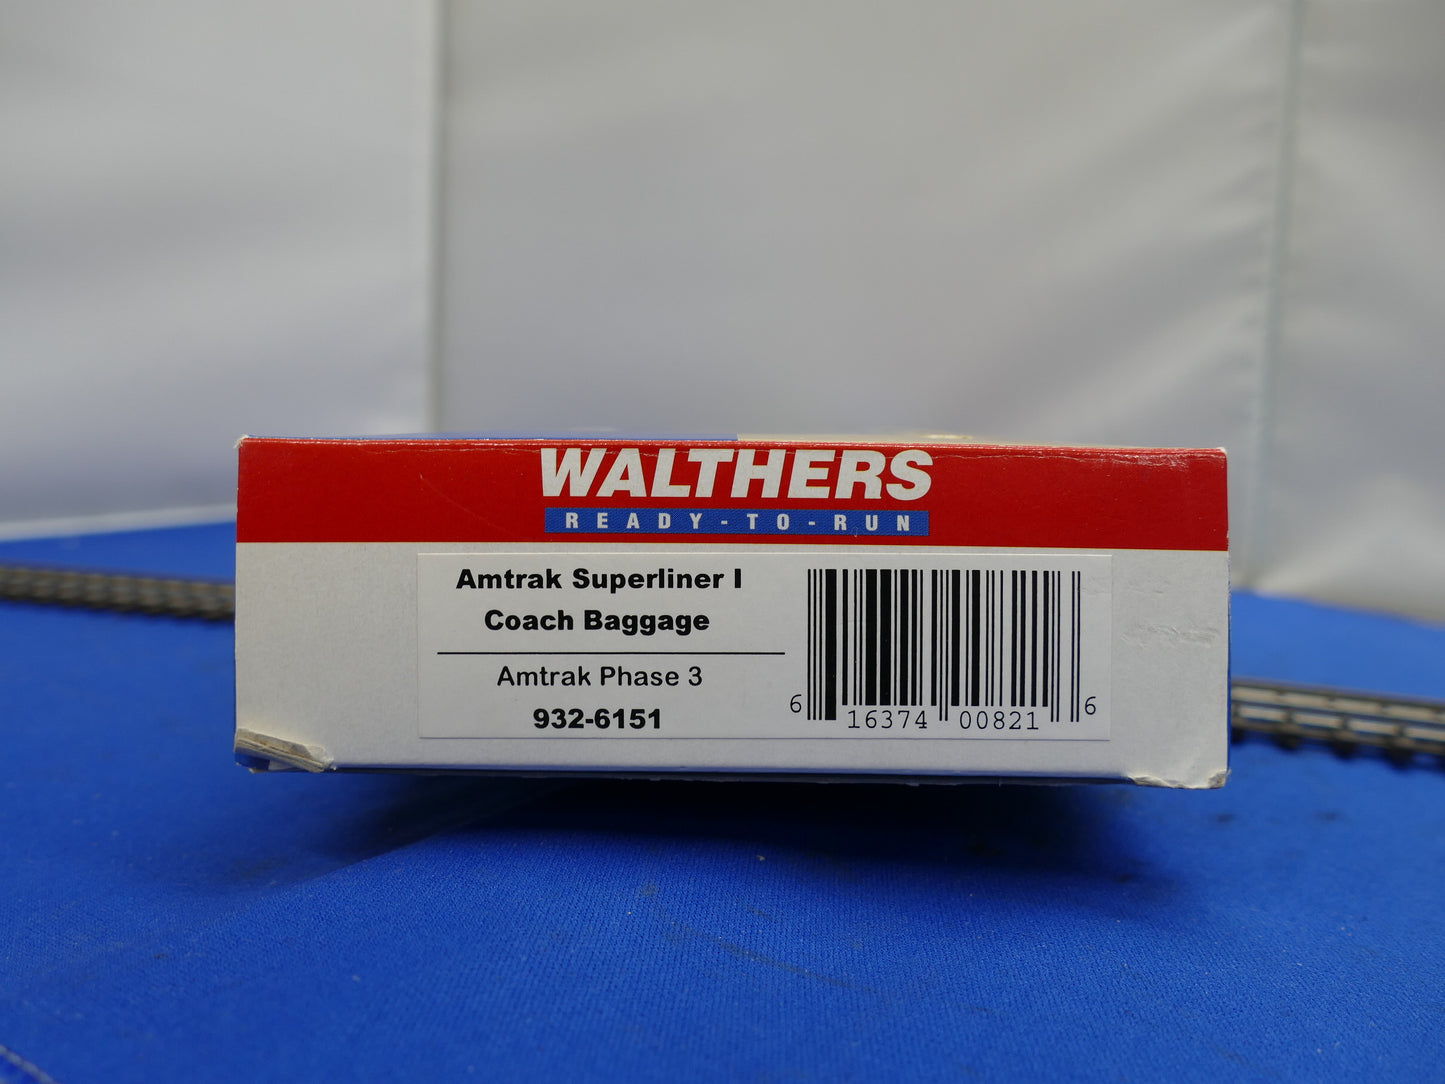 WALTHERS
READY-TO-RUN
Amtrak Superliner I
Coach Baggage
Amtrak Phase 3
932-6151
6 16374 00821 6